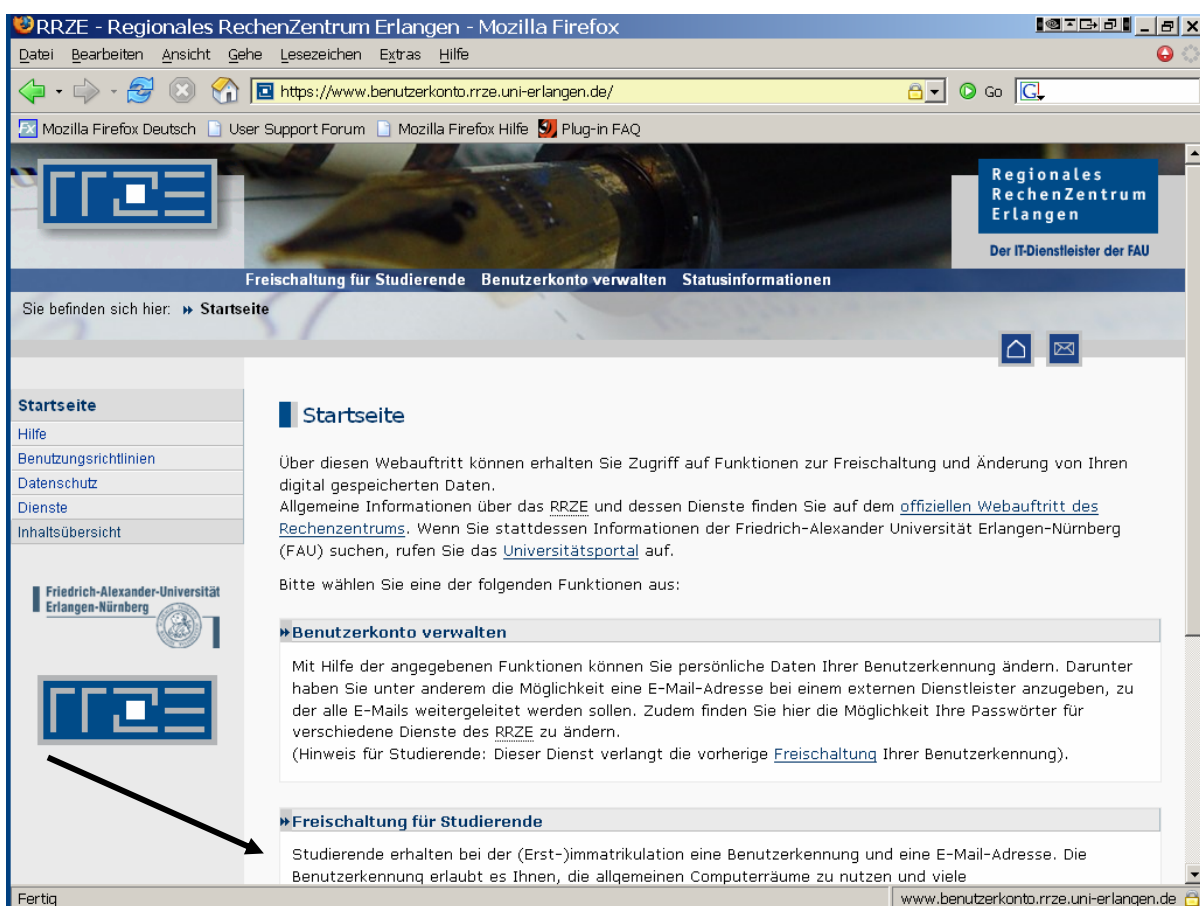 RRZE - Regionales RechenZentrum Erlangen - Mozilla Firefox
Datei Bearbeiten Ansicht Gehe Lesezeichen Extras Hilfe
https://www.benutzerkonto.rrze.uni-erlangen.de/ Go G
Mozilla Firefox Deutsch User Support Forum Mozilla Firefox Hilfe Plug-in FAQ
rrze
Regionales
RechenZentrum
Erlangen
Der IT-Dienstleister der FAU
Freischaltung für Studierende Benutzerkonto verwalten Statusinformationen
Sie befinden sich hier: » Startseite
Startseite
Hilfe
Benutzungsrichtlinien
Datenschutz
Dienste
Inhaltsübersicht
Friedrich-Alexander-Universität
Erlangen-Nürnberg
rrze
Startseite
Über diesen Webauftritt können erhalten Sie Zugriff auf Funktionen zur Freischaltung und Änderung von Ihren
digital gespeicherten Daten.
Allgemeine Informationen über das RRZE und dessen Dienste finden Sie auf dem offiziellen Webauftritt des
Rechenzentrums. Wenn Sie stattdessen Informationen der Friedrich-Alexander Universität Erlangen-Nürnberg
(FAU) suchen, rufen Sie das Universitätsportal auf.
Bitte wählen Sie eine der folgenden Funktionen aus:
»Benutzerkonto verwalten
Mit Hilfe der angegebenen Funktionen können Sie persönliche Daten Ihrer Benutzerkennung ändern. Darunter
haben Sie unter anderem die Möglichkeit eine E-Mail-Adresse bei einem externen Dienstleister anzugeben, zu
der alle E-Mails weitergeleitet werden sollen. Zudem finden Sie hier die Möglichkeit Ihre Passwörter für
verschiedene Dienste des RRZE zu ändern.
(Hinweis für Studierende: Dieser Dienst verlangt die vorherige Freischaltung Ihrer Benutzerkennung).
»Freischaltung für Studierende
Studierende erhalten bei der (Erst-)immatrikulation eine Benutzerkennung und eine E-Mail-Adresse. Die
Benutzerkennung erlaubt es Ihnen, die allgemeinen Computerräume zu nutzen und viele
Fertig www.benutzerkonto.rrze.uni-erlangen.de